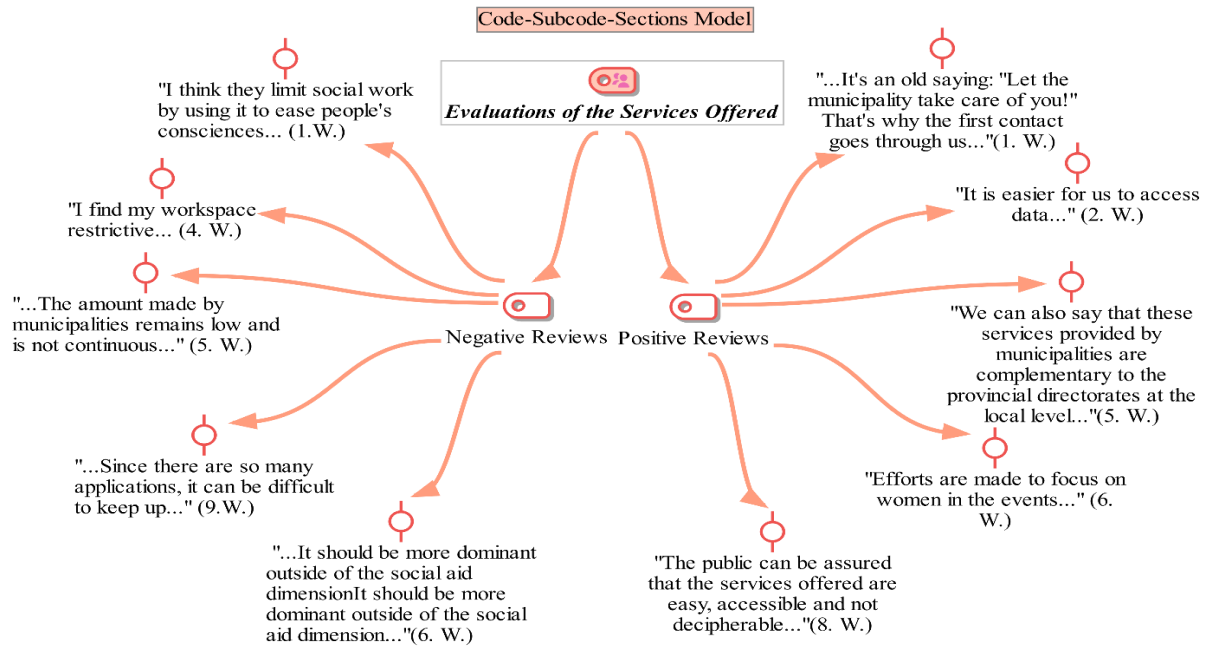 Code-Subcode-Sections Model
Evaluations of the Services Offered
"I think they limit social work
by using it to ease people's
consciences... (1.W.)
"I find my workspace
restrictive... (4. W.)
"...The amount made by
municipalities remains low and
is not continuous..." (5. W.)
"...Since there are so many
applications, it can be difficult
to keep up..." (9.W.)
"...It should be more dominant
outside of the social aid
dimensionIt should be more
dominant outside of the social
aid dimension..."(6. W.)
Negative Reviews
Positive Reviews
"...It's an old saying: "Let the
municipality take care of you!"
That's why the first contact
goes through us..."(1. W.)
"It is easier for us to access
data..." (2. W.)
"We can also say that these
services provided by
municipalities are
complementary to the
provincial directorates at the
local level..."(5. W.)
"Efforts are made to focus on
women in the events..." (6.
W.)
"The public can be assured
that the services offered are
easy, accessible and not
decipherable..."(8. W.)